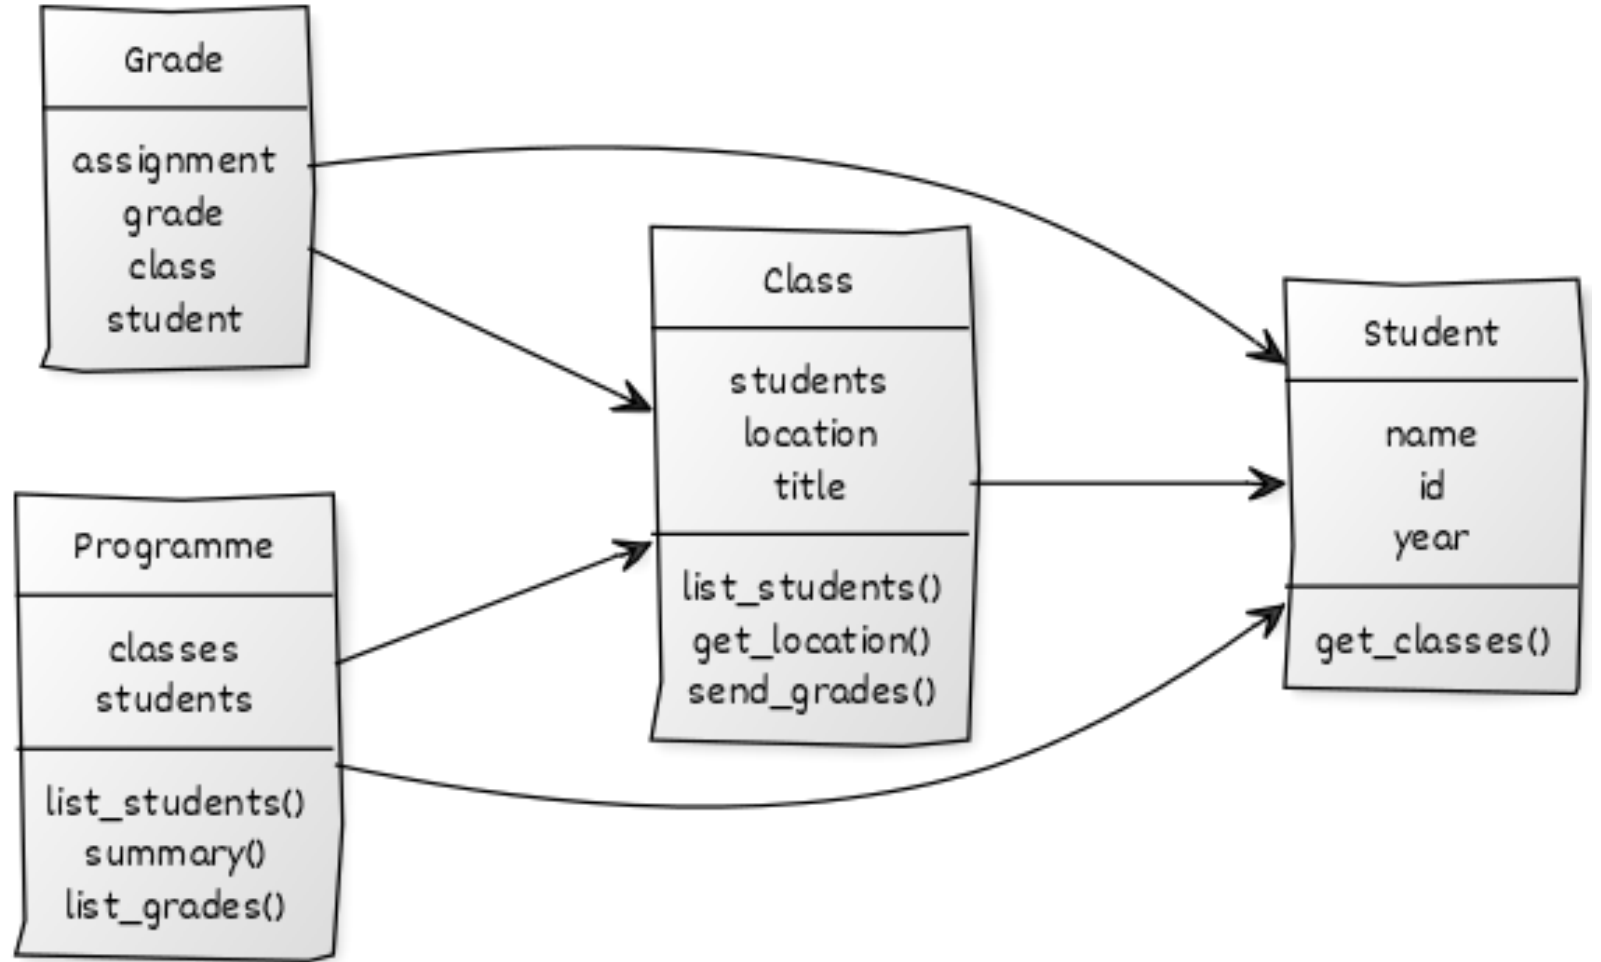 Grade
assignment
grade
class
student
Programme
classes
students
list_students()
summary()
list_grades()
Class
students
location
title
list_students()
get_location()
send_grades()
Student
name
id
year
get_classes()